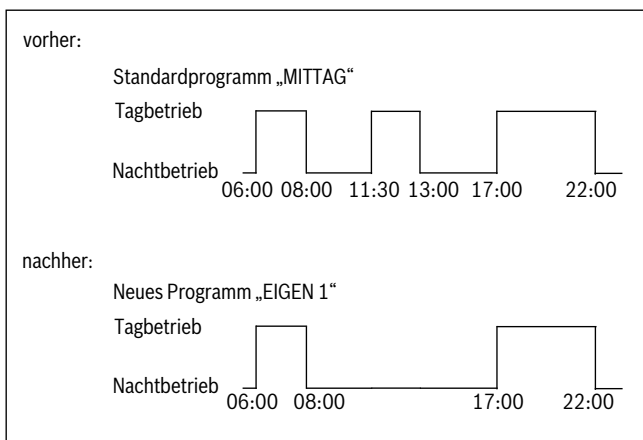 vorher:
Standardprogramm „MITTAG“
Tagbetrieb
Nachtbetrieb
06:00 08:00 11:30 13:00 17:00 22:00
nachher:
Neues Programm „EIGEN 1“
Tagbetrieb
Nachtbetrieb
06:00 08:00 17:00 22:00